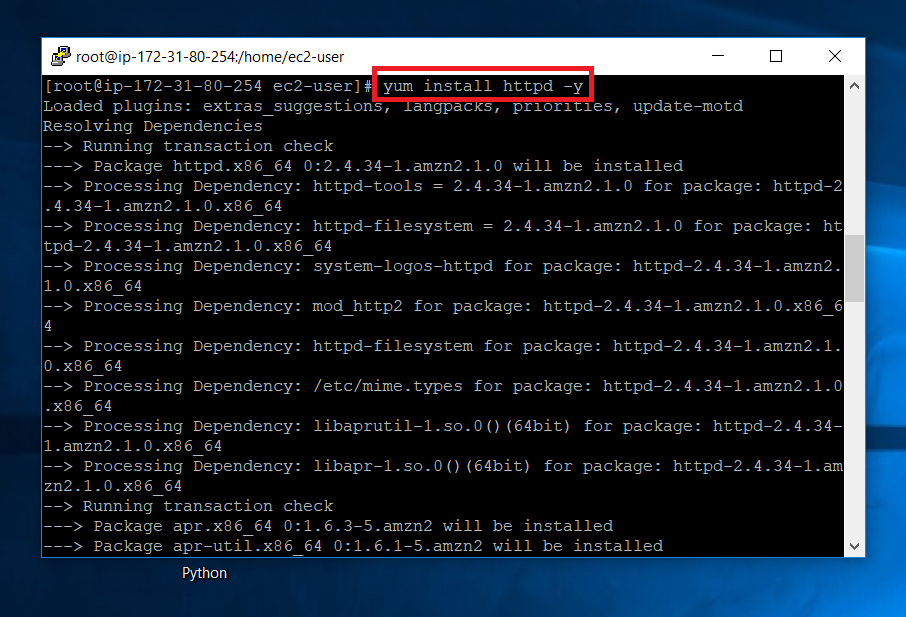 root@ip-172-31-80-254:/home/ec2-user
[root@ip-172-31-80-254 ec2-user]# yum install httpd -y
Loaded plugins: extras_suggestions, langpacks, priorities, update-motd
Resolving Dependencies
--> Running transaction check
---> Package httpd.x86_64 0:2.4.34-1.amzn2.1.0 will be installed
--> Processing Dependency: httpd-tools = 2.4.34-1.amzn2.1.0 for package: httpd-2
.4.34-1.amzn2.1.0.x86_64
--> Processing Dependency: httpd-filesystem = 2.4.34-1.amzn2.1.0 for package: ht
tpd-2.4.34-1.amzn2.1.0.x86_64
--> Processing Dependency: system-logos-httpd for package: httpd-2.4.34-1.amzn2.
1.0.x86_64
--> Processing Dependency: mod_http2 for package: httpd-2.4.34-1.amzn2.1.0.x86_6
4
--> Processing Dependency: httpd-filesystem for package: httpd-2.4.34-1.amzn2.1.
0.x86_64
--> Processing Dependency: /etc/mime.types for package: httpd-2.4.34-1.amzn2.1.0
.x86_64
--> Processing Dependency: libaprutil-1.so.0()(64bit) for package: httpd-2.4.34-
1.amzn2.1.0.x86_64
--> Processing Dependency: libapr-1.so.0()(64bit) for package: httpd-2.4.34-1.am
zn2.1.0.x86_64
--> Running transaction check
---> Package apr.x86_64 0:1.6.3-5.amzn2 will be installed
---> Package apr-util.x86_64 0:1.6.1-5.amzn2 will be installed
Python